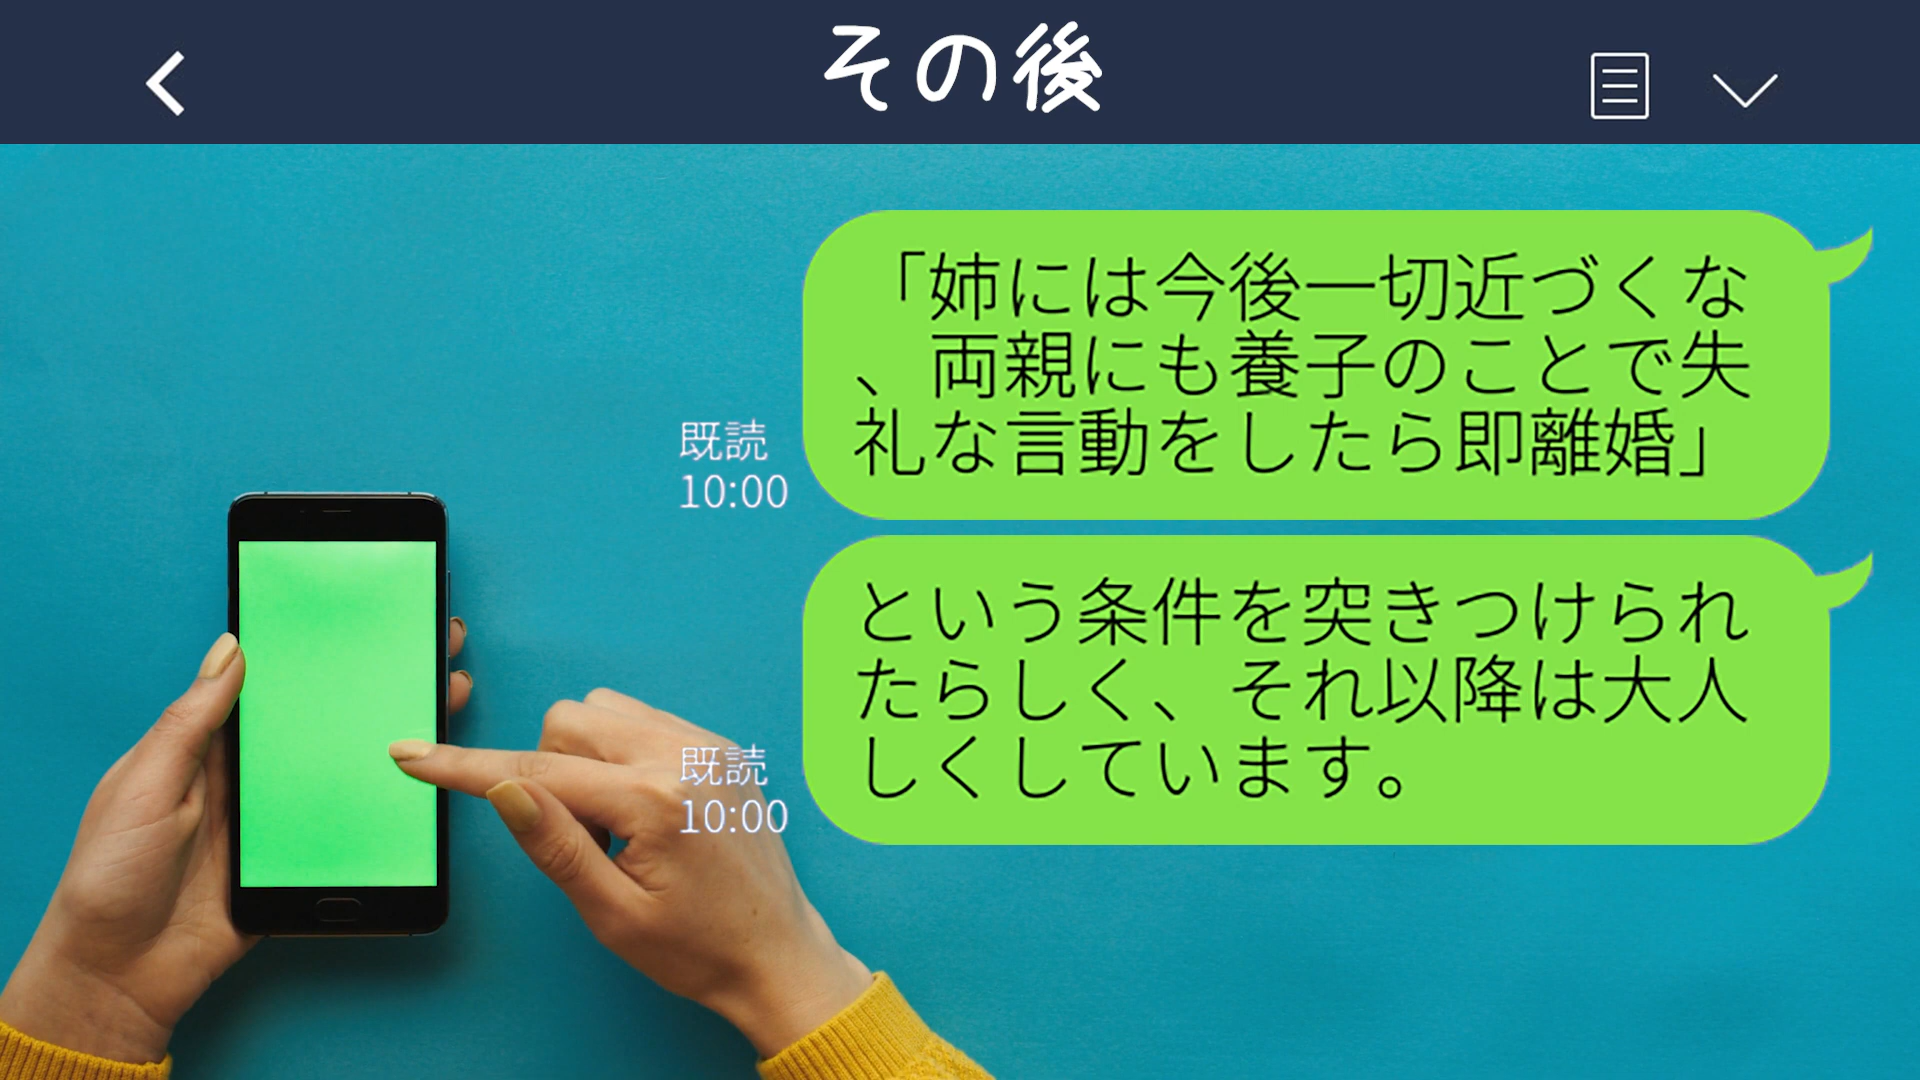 その後
「姉には今後一切近づくな
、両親にも養子のことで失
礼な言動をしたら即離婚」
既読
10:00
という条件を突きつけられ
たらしく、それ以降は大人
しくしています。
既読
10:00